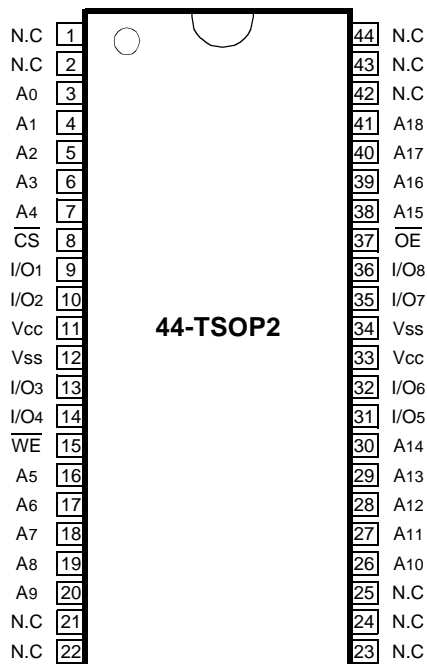 N.C 1 44 N.C
N.C 2 43 N.C
A0 3 42 N.C
A1 4 41 A18
A2 5 40 A17
A3 6 39 A16
A4 7 38 A15
C̅S̅ 8 37 O̅E̅
I/O1 9 36 I/O8
I/O2 10 35 I/O7
Vcc 11 44-TSOP2 34 Vss
Vss 12 33 Vcc
I/O3 13 32 I/O6
I/O4 14 31 I/O5
W̅E̅ 15 30 A14
A5 16 29 A13
A6 17 28 A12
A7 18 27 A11
A8 19 26 A10
A9 20 25 N.C
N.C 21 24 N.C
N.C 22 23 N.C